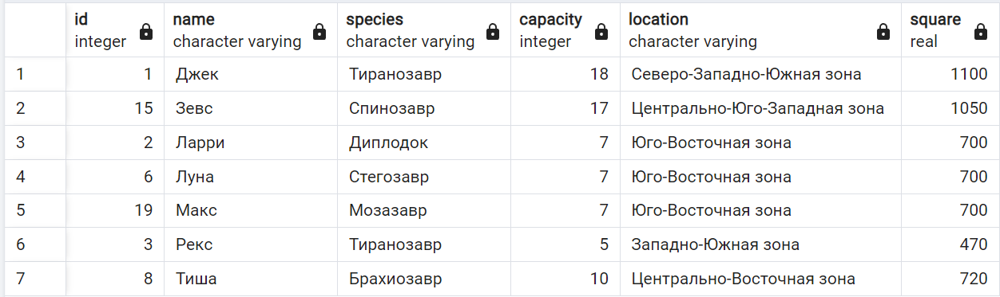 id name species capacity location square
integer character varying character varying integer character varying real
1 1 Джек Тиранозавр 18 Северо-Западно-Южная зона 1100
2 15 Зевс Спинозавр 17 Центрально-Юго-Западная зона 1050
3 2 Ларри Диплодок 7 Юго-Восточная зона 700
4 6 Луна Стегозавр 7 Юго-Восточная зона 700
5 19 Макс Мозазавр 7 Юго-Восточная зона 700
6 3 Рекс Тиранозавр 5 Западно-Южная зона 470
7 8 Тиша Брахиозавр 10 Центрально-Восточная зона 720